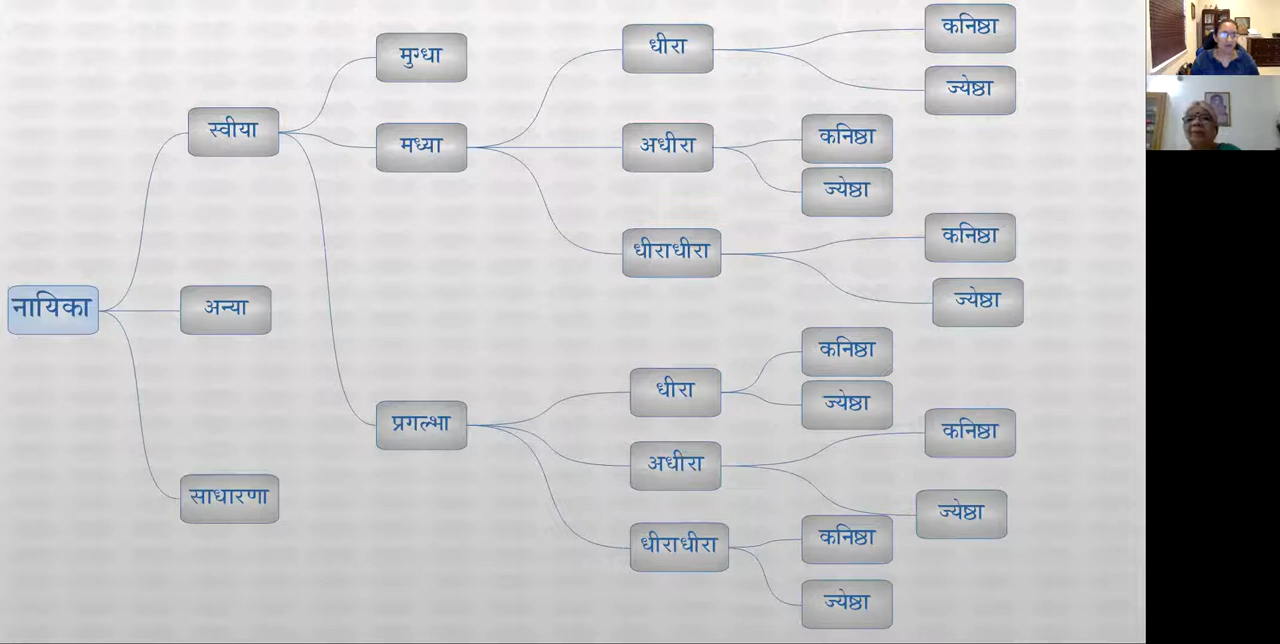 नायिका
स्वीया
मुग्धा
मध्या
धीरा
कनिष्ठा
ज्येष्ठा
अधीरा
कनिष्ठा
ज्येष्ठा
धीराधीरा
कनिष्ठा
ज्येष्ठा
प्रगल्भा
धीरा
कनिष्ठा
ज्येष्ठा
अधीरा
कनिष्ठा
ज्येष्ठा
धीराधीरा
कनिष्ठा
ज्येष्ठा
अन्या
साधारणा